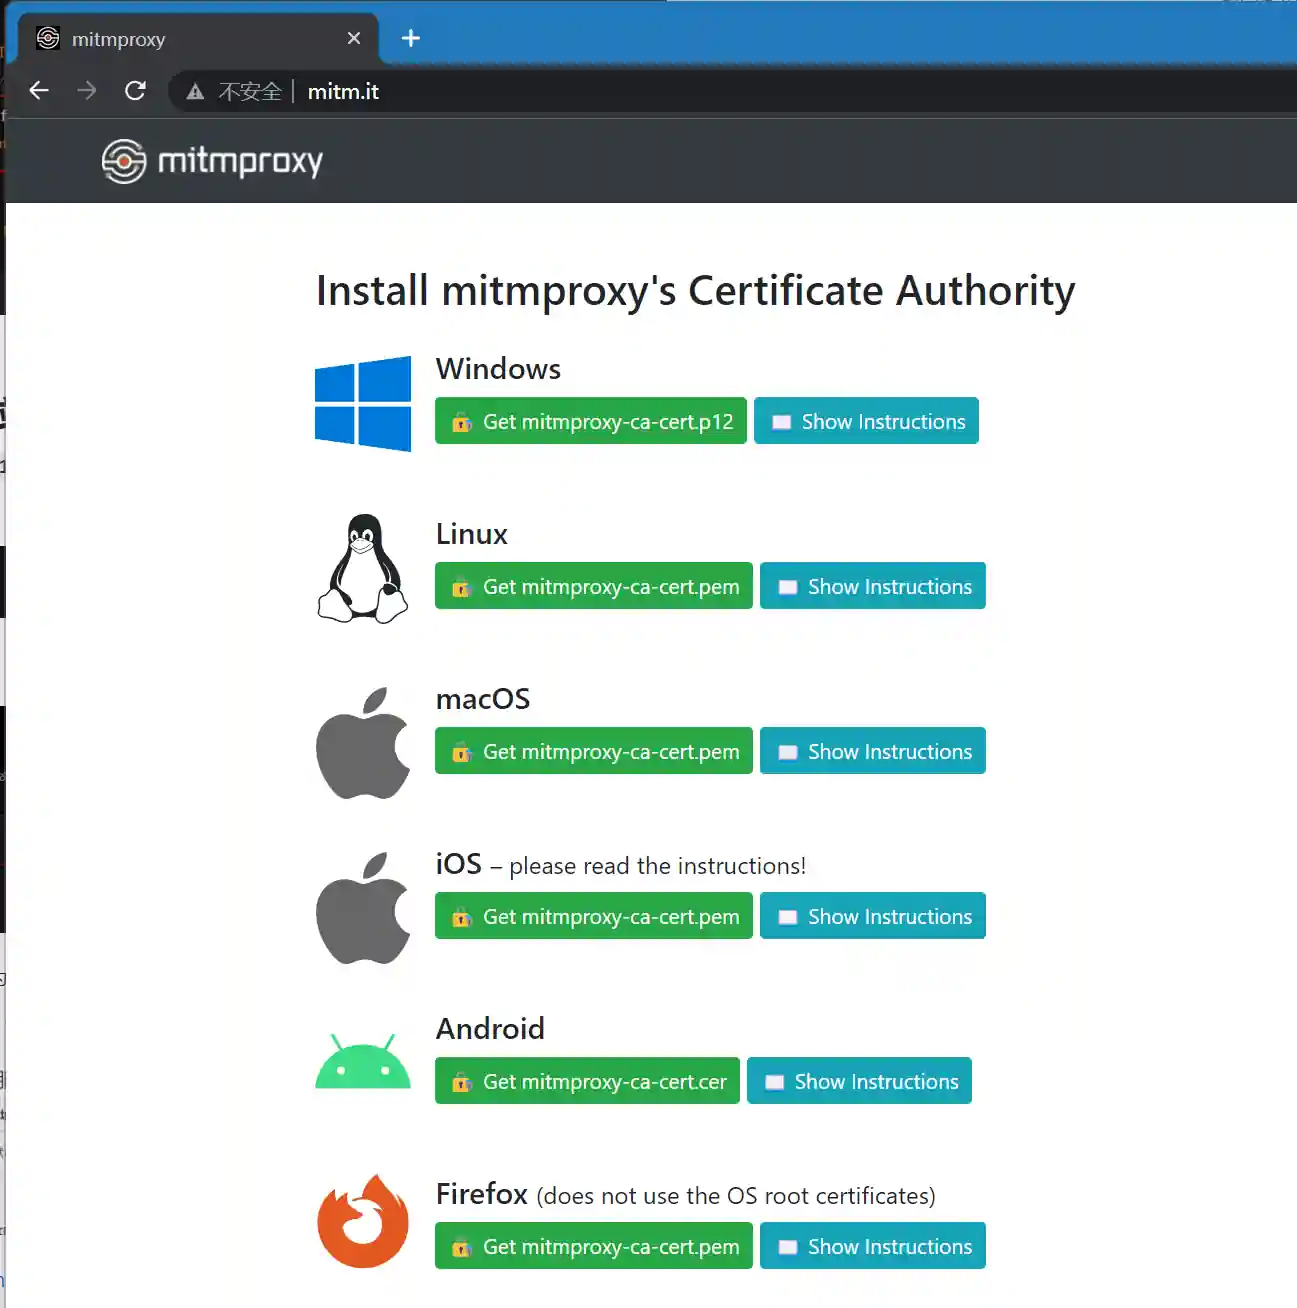 mitmproxy
不安全 mitm.it
mitmproxy
Install mitmproxy's Certificate Authority
Windows
Get mitmproxy-ca-cert.p12 Show Instructions
Linux
Get mitmproxy-ca-cert.pem Show Instructions
macOS
Get mitmproxy-ca-cert.pem Show Instructions
iOS – please read the instructions!
Get mitmproxy-ca-cert.pem Show Instructions
Android
Get mitmproxy-ca-cert.cer Show Instructions
Firefox (does not use the OS root certificates)
Get mitmproxy-ca-cert.pem Show Instructions